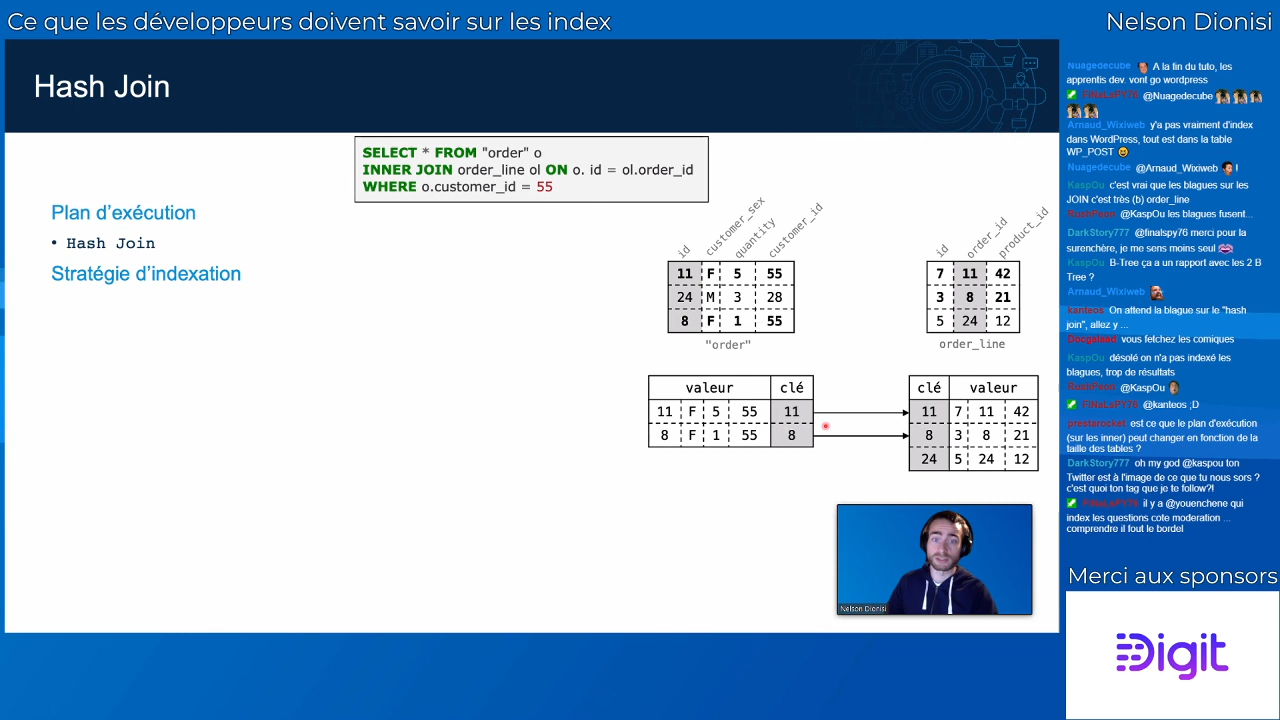 Ce que les développeurs doivent savoir sur les index
Nelson Dionisi
Hash Join
SELECT * FROM "order" o
INNER JOIN order_line ol ON o. id = ol.order_id
WHERE o.customer_id = 55
Plan d'exécution
• Hash Join
Stratégie d'indexation
id customer_sex quantity customer_id
11 F 5 55
24 M 3 28
8 F 1 55
"order"
id order_id product_id
7 11 42
3 8 21
5 24 12
order_line
valeur clé
11 F 5 55 11
8 F 1 55 8
clé valeur
11 7 11 42
8 3 8 21
24 5 24 12
Nelson Dionisi
Nuagedecube A la fin du tuto, les
apprentis dev. vont go wordpress
FiNaLsPY76 @Nuagedecube
Arnaud_Wixiweb y'a pas vraiment d'index
dans WordPress, tout est dans la table
WP_POST
Nuagedecube @Arnaud_Wixiweb !
KaspOu c'est vrai que les blagues sur les
JOIN c'est très (b) order_line
RushPeon @KaspOu les blagues fusent...
DarkStory777 @finalspy76 merci pour la
surenchère, je me sens moins seul
KaspOu B-Tree ça a un rapport avec les 2 B
Tree ?
Arnaud_Wixiweb
kanteos On attend la blague sur le "hash
join", allez y ...
vous fetchez les comiques
KaspOu désolé on n'a pas indexé les
blagues, trop de résultats
RushPeon @KaspOu
FiNaLsPY76 @kanteos ;D
prestarocket est ce que le plan d'exécution
(sur les inner) peut changer en fonction de la
taille des tables ?
DarkStory777 oh my god @kaspou ton
Twitter est à l'image de ce que tu nous sors ?
c'est quoi ton tag que je te follow?!
FiNaLsPY76 il y a @youenchene qui
index les questions cote moderation ...
comprendre il fout le bordel
Merci aux sponsors
Digit